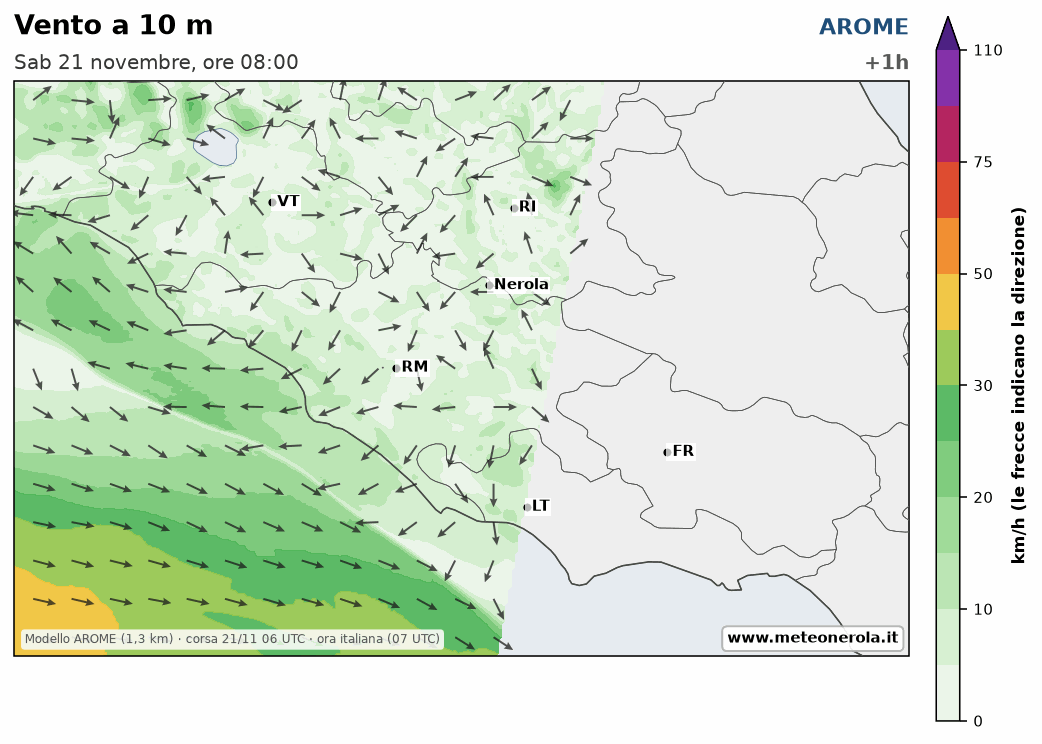 Vento a 10 m
AROME
Sab 21 novembre, ore 08:00
+1h
VT
RI
Nerola
RM
FR
LT
Modello AROME (1,3 km) · corsa 21/11 06 UTC · ora italiana (07 UTC)
www.meteonerola.it
110
75
50
30
20
10
0
km/h (le frecce indicano la direzione)